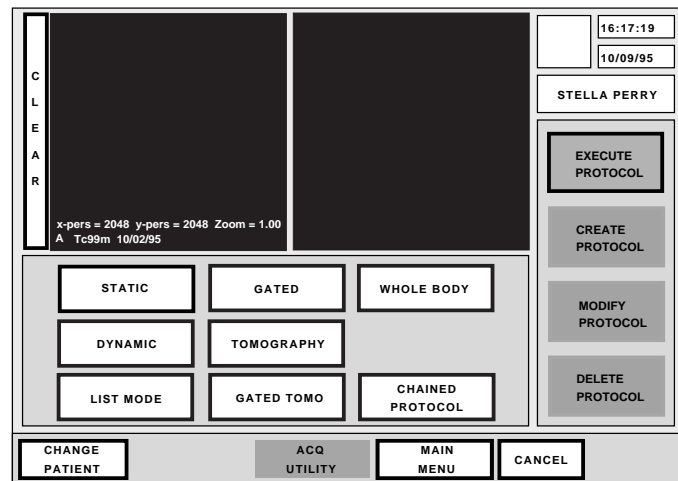 16:17:19
10/09/95
CLEAR
STELLA PERRY
x-pers = 2048 y-pers = 2048 Zoom = 1.00
A Tc99m 10/02/95
EXECUTE
PROTOCOL
CREATE
PROTOCOL
MODIFY
PROTOCOL
DELETE
PROTOCOL
STATIC
GATED
WHOLE BODY
DYNAMIC
TOMOGRAPHY
LIST MODE
GATED TOMO
CHAINED
PROTOCOL
CHANGE
PATIENT
ACQ
UTILITY
MAIN
MENU
CANCEL